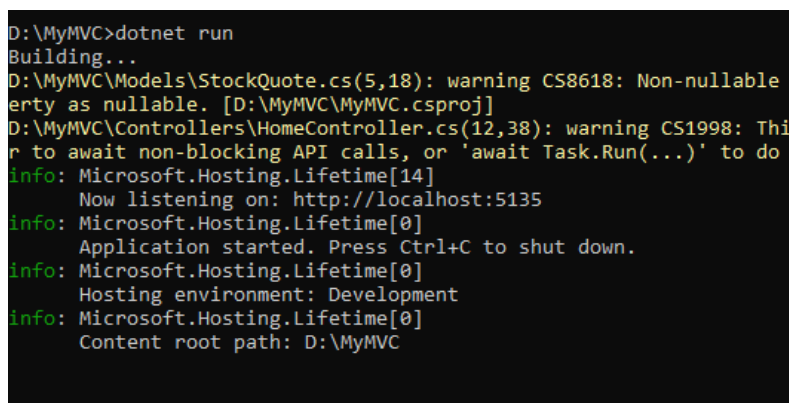 D:\MyMVC>dotnet run
Building...
D:\MyMVC\Models\StockQuote.cs(5,18): warning CS8618: Non-nullable
erty as nullable. [D:\MyMVC\MyMVC.csproj]
D:\MyMVC\Controllers\HomeController.cs(12,38): warning CS1998: Thi
r to await non-blocking API calls, or 'await Task.Run(...)' to do
info: Microsoft.Hosting.Lifetime[14]
      Now listening on: http://localhost:5135
info: Microsoft.Hosting.Lifetime[0]
      Application started. Press Ctrl+C to shut down.
info: Microsoft.Hosting.Lifetime[0]
      Hosting environment: Development
info: Microsoft.Hosting.Lifetime[0]
      Content root path: D:\MyMVC